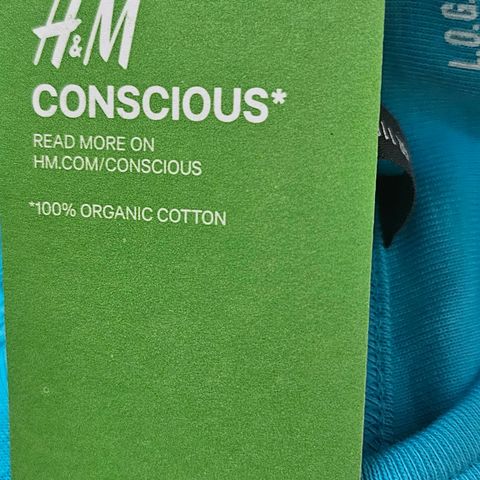 H&M
CONSCIOUS*
READ MORE ON
HM.COM/CONSCIOUS
*100% ORGANIC COTTON
L.O.G.